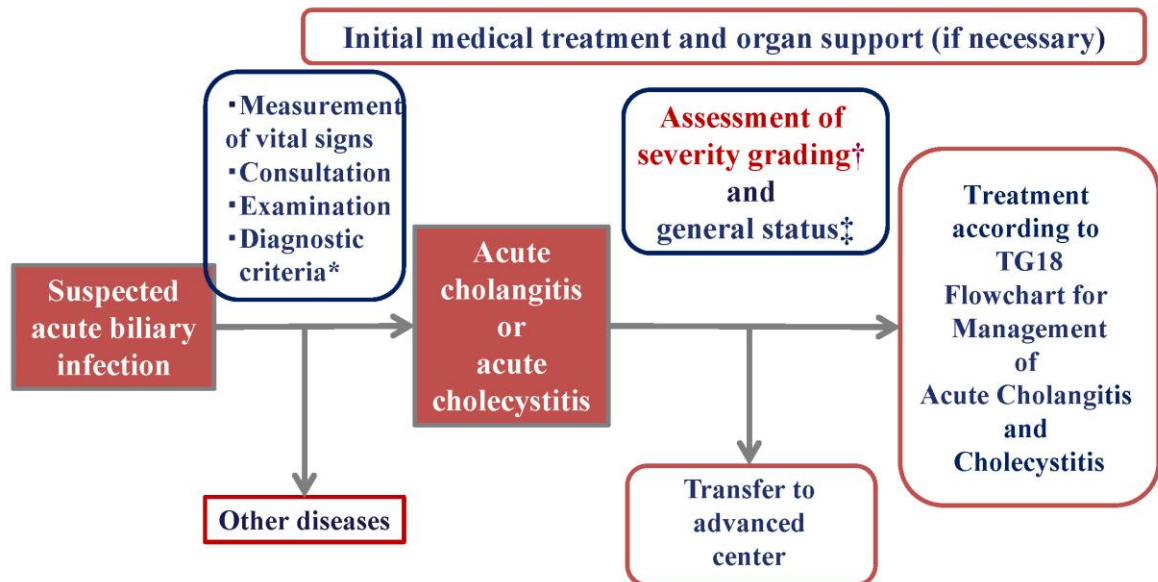 Initial medical treatment and organ support (if necessary)
・Measurement
of vital signs
・Consultation
・Examination
・Diagnostic
criteria*
Assessment of
severity grading†
and
general status‡
Suspected
acute biliary
infection
Acute
cholangitis
or
acute
cholecystitis
Treatment
according to
TG18
Flowchart for
Management
of
Acute Cholangitis
and
Cholecystitis
Other diseases
Transfer to
advanced
center